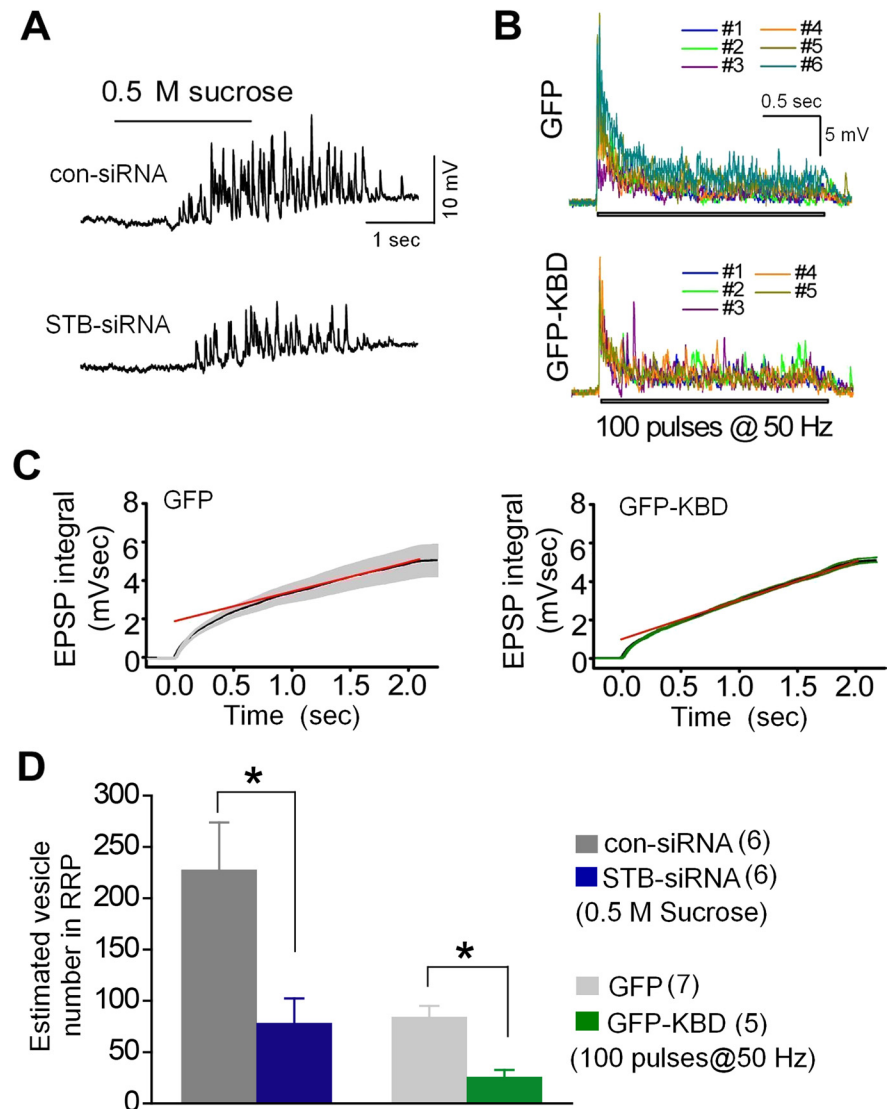 A
0.5 M sucrose
con-siRNA
10 mV
1 sec
STB-siRNA
B
GFP
#1 #4
#2 #5
#3 #6
0.5 sec
5 mV
GFP-KBD
#1 #4
#2 #5
#3
100 pulses @ 50 Hz
C
GFP
EPSP integral
(mVsec)
8
6
4
2
0
0.0 0.5 1.0 1.5 2.0
Time (sec)
GFP-KBD
EPSP integral
(mVsec)
8
6
4
2
0
0.0 0.5 1.0 1.5 2.0
Time (sec)
D
Estimated vesicle
number in RRP
300
250
200
150
100
50
0
*
*
con-siRNA (6)
STB-siRNA (6)
(0.5 M Sucrose)
GFP (7)
GFP-KBD (5)
(100 pulses@50 Hz)